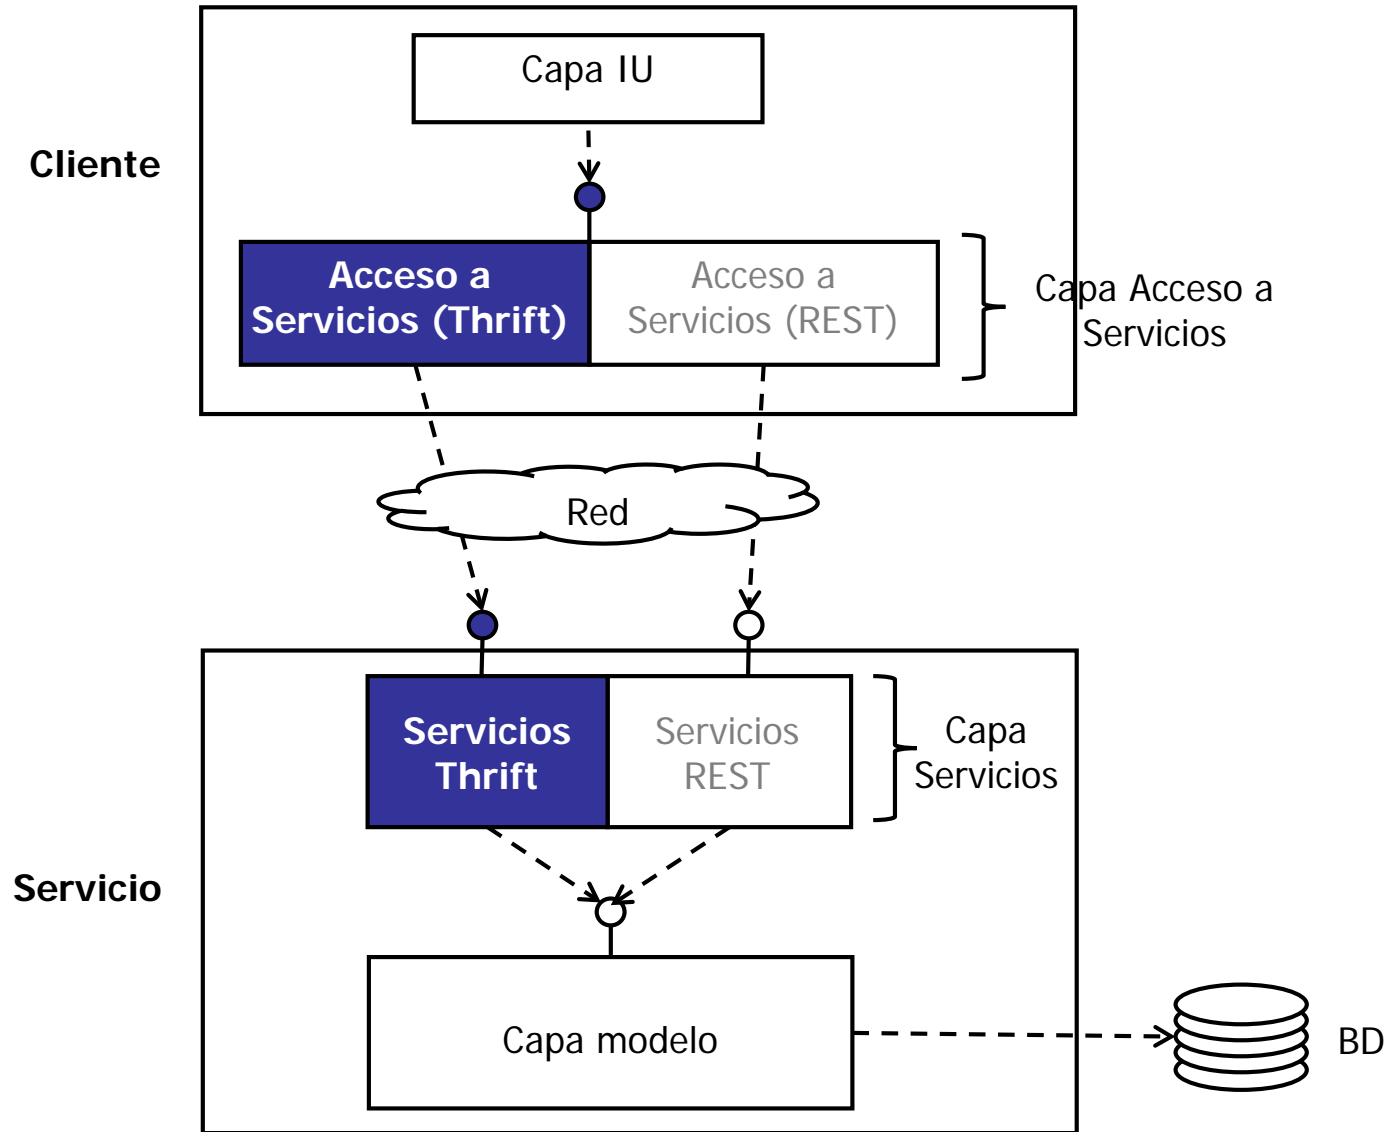 Capa IU
Cliente
Acceso a
Servicios (Thrift)
Acceso a
Servicios (REST)
Capa Acceso a
Servicios
Red
Servicios
Thrift
Servicios
REST
Capa
Servicios
Servicio
Capa modelo
BD